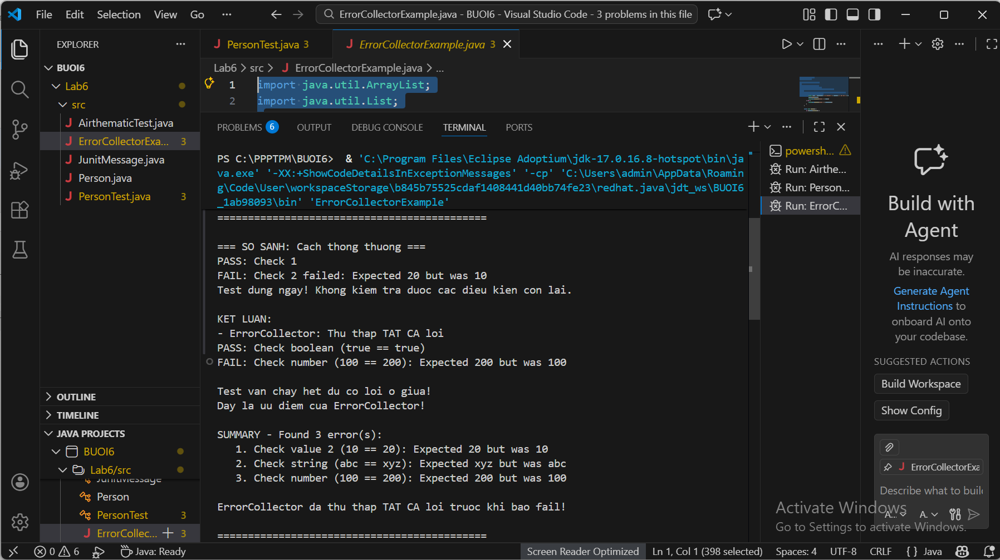 File Edit Selection View Go
ErrorCollectorExample.java - BUOI6 - Visual Studio Code - 3 problems in this file
EXPLORER
BUOI6
Lab6
src
AirthematicTest.java
ErrorCollectorExa... 3
JunitMessage.java
Person.java
PersonTest.java 3
OUTLINE
TIMELINE
JAVA PROJECTS
BUOI6
Lab6/src
JunitMessage
Person
PersonTest 3
ErrorCollec... 3
PersonTest.java 3
ErrorCollectorExample.java 3
Lab6 > src > ErrorCollectorExample.java > ...
1 import java.util.ArrayList;
2 import java.util.List;
PROBLEMS 6 OUTPUT DEBUG CONSOLE TERMINAL PORTS
PS C:\PPPTPM\BUOI6> & 'C:\Program Files\Eclipse Adoptium\jdk-17.0.16.8-hotspot\bin\ja
va.exe' '-XX:+ShowCodeDetailsInExceptionMessages' '-cp' 'C:\Users\admin\AppData\Roamin
g\Code\User\workspaceStorage\b845b75525cdaf1408441d40bb74fe23\redhat.java\jdt_ws\BUOI6
_1ab98093\bin' 'ErrorCollectorExample'
============================================
=== SO SANH: Cach thong thuong ===
PASS: Check 1
FAIL: Check 2 failed: Expected 20 but was 10
Test dung ngay! Khong kiem tra duoc cac dieu kien con lai.
KET LUAN:
- ErrorCollector: Thu thap TAT CA loi
PASS: Check boolean (true == true)
FAIL: Check number (100 == 200): Expected 200 but was 100
Test van chay het du co loi o giua!
Day la uu diem cua ErrorCollector!
SUMMARY - Found 3 error(s):
1. Check value 2 (10 == 20): Expected 20 but was 10
2. Check string (abc == xyz): Expected xyz but was abc
3. Check number (100 == 200): Expected 200 but was 100
ErrorCollector da thu thap TAT CA loi truoc khi bao fail!
============================================
powersh...
Run: Airthe...
Run: Person...
Run: ErrorC...
Build with
Agent
AI responses may
be inaccurate.
Generate Agent
Instructions to
onboard AI onto
your codebase.
SUGGESTED ACTIONS
Build Workspace
Show Config
ErrorCollectorExa
Describe what to buil
A... A.
Activate Windows
Go to Settings to activate Windows.
0 6 Java: Ready
Screen Reader Optimized Ln 1, Col 1 (398 selected) Spaces: 4 UTF-8 CRLF { } Java